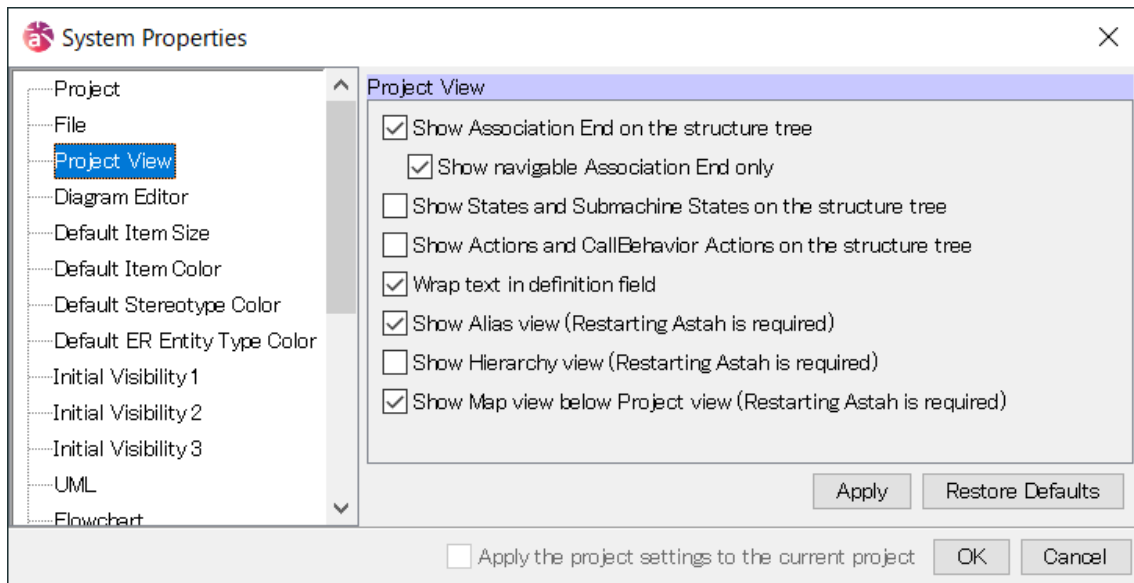 System Properties
Project
File
Project View
Diagram Editor
Default Item Size
Default Item Color
Default Stereotype Color
Default ER Entity Type Color
Initial Visibility 1
Initial Visibility 2
Initial Visibility 3
UML
Flowchart
Project View
Show Association End on the structure tree
Show navigable Association End only
Show States and Submachine States on the structure tree
Show Actions and CallBehavior Actions on the structure tree
Wrap text in definition field
Show Alias view (Restarting Astah is required)
Show Hierarchy view (Restarting Astah is required)
Show Map view below Project view (Restarting Astah is required)
Apply Restore Defaults
Apply the project settings to the current project OK Cancel